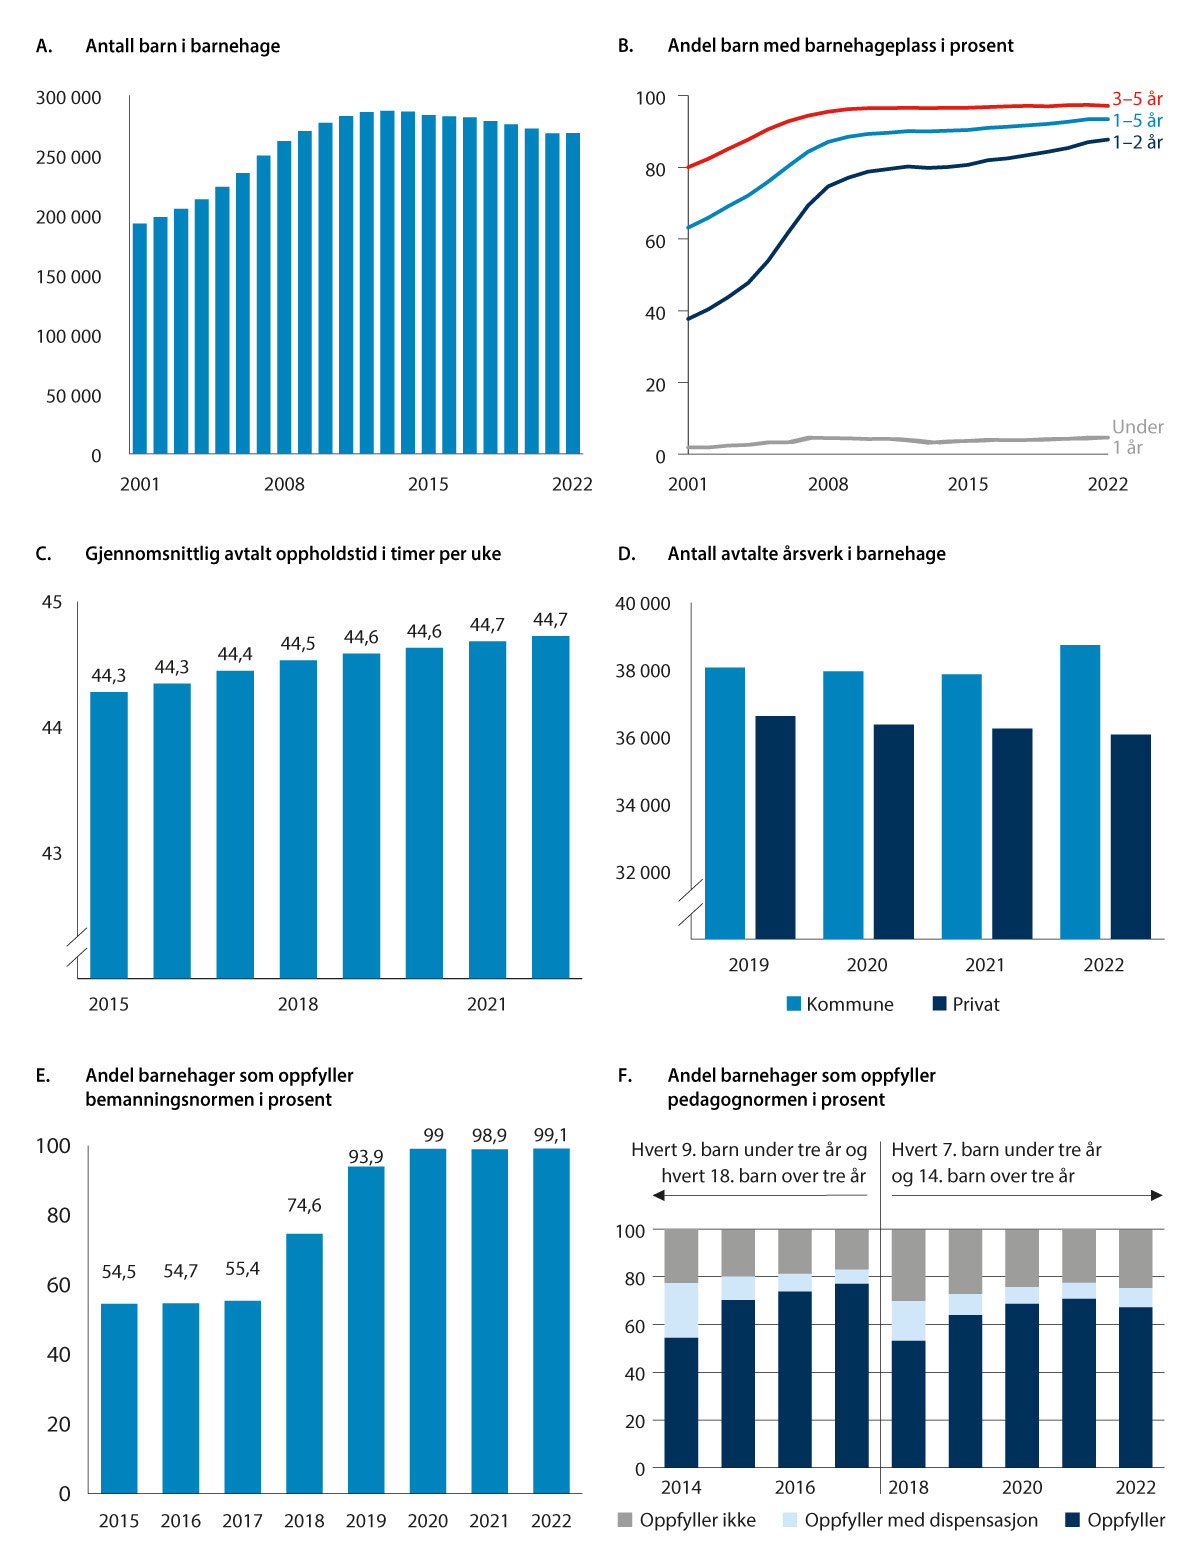 A. Antall barn i barnehage
300 000
250 000
200 000
150 000
100 000
50 000
0
2001 2008 2015 2022
B. Andel barn med barnehageplass i prosent
100
80
60
40
20
0
3–5 år
1–5 år
1–2 år
Under
1 år
2001 2008 2015 2022
C. Gjennomsnittlig avtalt oppholdstid i timer per uke
45
44
43
44,3 44,3 44,4 44,5 44,6 44,6 44,7 44,7
2015 2018 2021
D. Antall avtalte årsverk i barnehage
40 000
38 000
36 000
34 000
32 000
2019 2020 2021 2022
Kommune Privat
E. Andel barnehager som oppfyller
bemanningsnormen i prosent
100
80
60
40
20
0
54,5 54,7 55,4 74,6 93,9 99 98,9 99,1
2015 2016 2017 2018 2019 2020 2021 2022
F. Andel barnehager som oppfyller
pedagognormen i prosent
Hvert 9. barn under tre år og
hvert 18. barn over tre år
Hvert 7. barn under tre år
og 14. barn over tre år
100
80
60
40
20
0
2014 2016 2018 2020 2022
Oppfyller ikke Oppfyller med dispensasjon Oppfyller